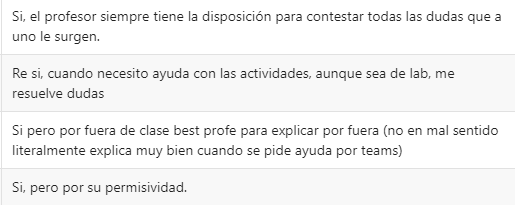 Si, el profesor siempre tiene la disposición para contestar todas las dudas que a
uno le surgen.
Re si, cuando necesito ayuda con las actividades, aunque sea de lab, me
resuelve dudas
Si pero por fuera de clase best profe para explicar por fuera (no en mal sentido
literalmente explica muy bien cuando se pide ayuda por teams)
Si, pero por su permisividad.